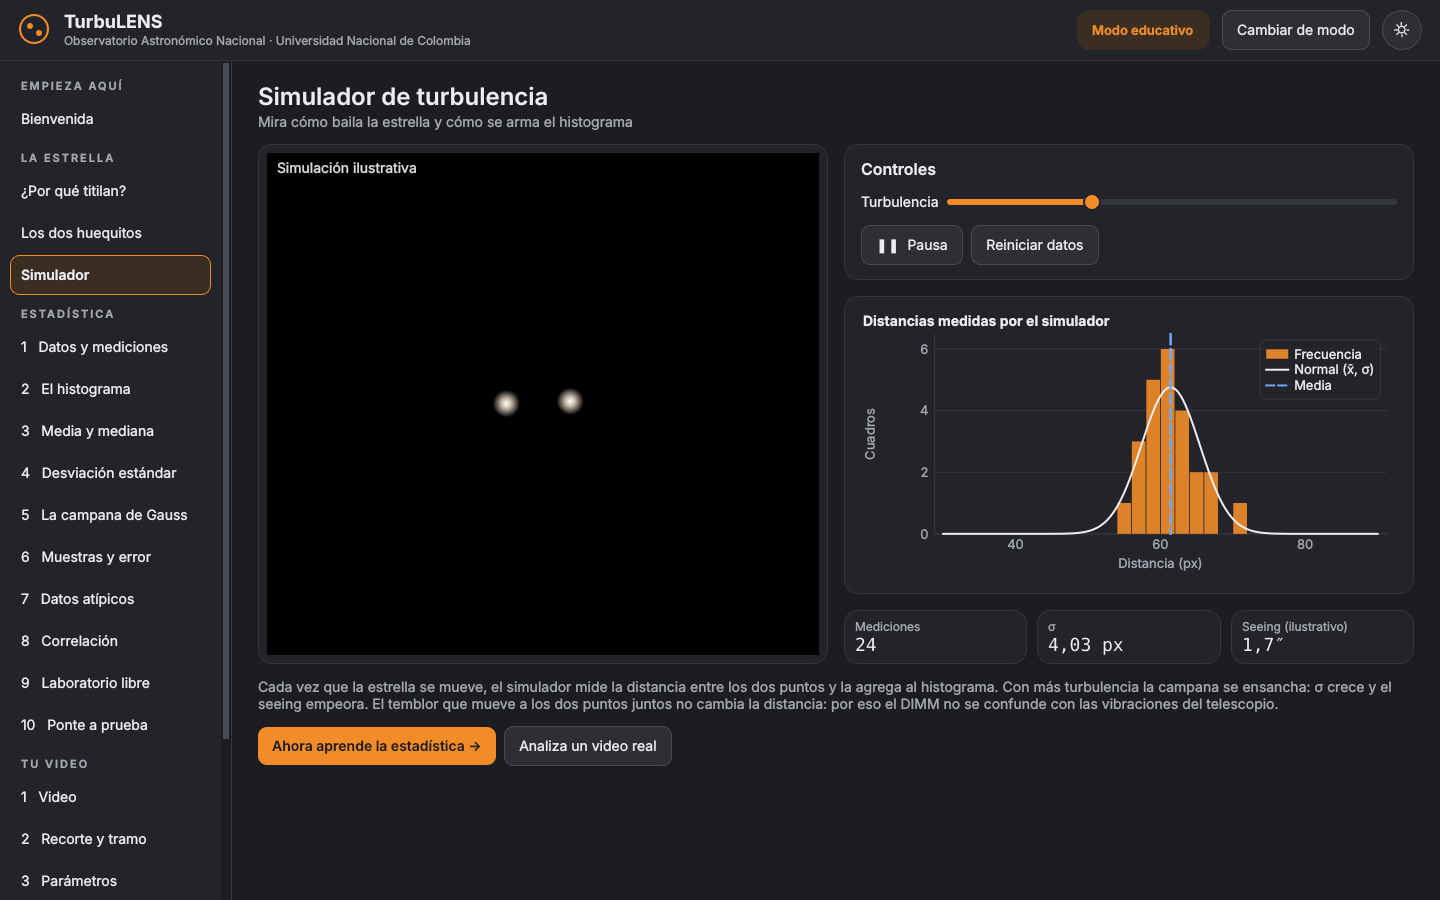 TurbuLENS
Observatorio Astronómico Nacional · Universidad Nacional de Colombia
Modo educativo
Cambiar de modo
EMPIEZA AQUÍ
Bienvenida
LA ESTRELLA
¿Por qué titilan?
Los dos huequitos
Simulador
ESTADÍSTICA
1 Datos y mediciones
2 El histograma
3 Media y mediana
4 Desviación estándar
5 La campana de Gauss
6 Muestras y error
7 Datos atípicos
8 Correlación
9 Laboratorio libre
10 Ponte a prueba
TU VIDEO
1 Video
2 Recorte y tramo
3 Parámetros
Simulador de turbulencia
Mira cómo baila la estrella y cómo se arma el histograma
Simulación ilustrativa
Controles
Turbulencia
❚❚ Pausa
Reiniciar datos
Distancias medidas por el simulador
Frecuencia
Normal (x̄, σ)
Media
Cuadros
6
4
2
0
40
60
80
Distancia (px)
Mediciones
24
σ
4,03 px
Seeing (ilustrativo)
1,7″
Cada vez que la estrella se mueve, el simulador mide la distancia entre los dos puntos y la agrega al histograma. Con más turbulencia la campana se ensancha: σ crece y el
seeing empeora. El temblor que mueve a los dos puntos juntos no cambia la distancia: por eso el DIMM no se confunde con las vibraciones del telescopio.
Ahora aprende la estadística →
Analiza un video real